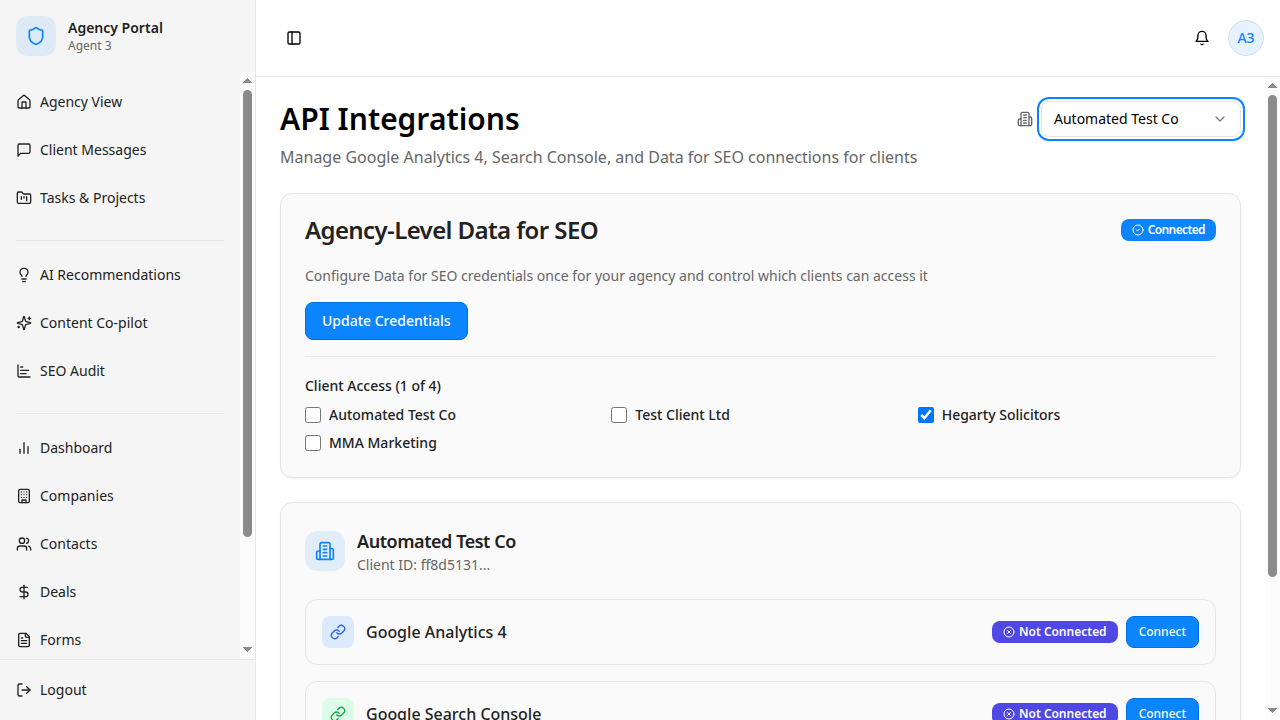 Agency Portal
Agent 3
Agency View
Client Messages
Tasks & Projects
AI Recommendations
Content Co-pilot
SEO Audit
Dashboard
Companies
Contacts
Deals
Forms
Logout
A3
API Integrations
Automated Test Co
Manage Google Analytics 4, Search Console, and Data for SEO connections for clients
Agency-Level Data for SEO
Connected
Configure Data for SEO credentials once for your agency and control which clients can access it
Update Credentials
Client Access (1 of 4)
Automated Test Co
Test Client Ltd
Hegarty Solicitors
MMA Marketing
Automated Test Co
Client ID: ff8d5131...
Google Analytics 4
Not Connected
Connect
Google Search Console
Not Connected
Connect